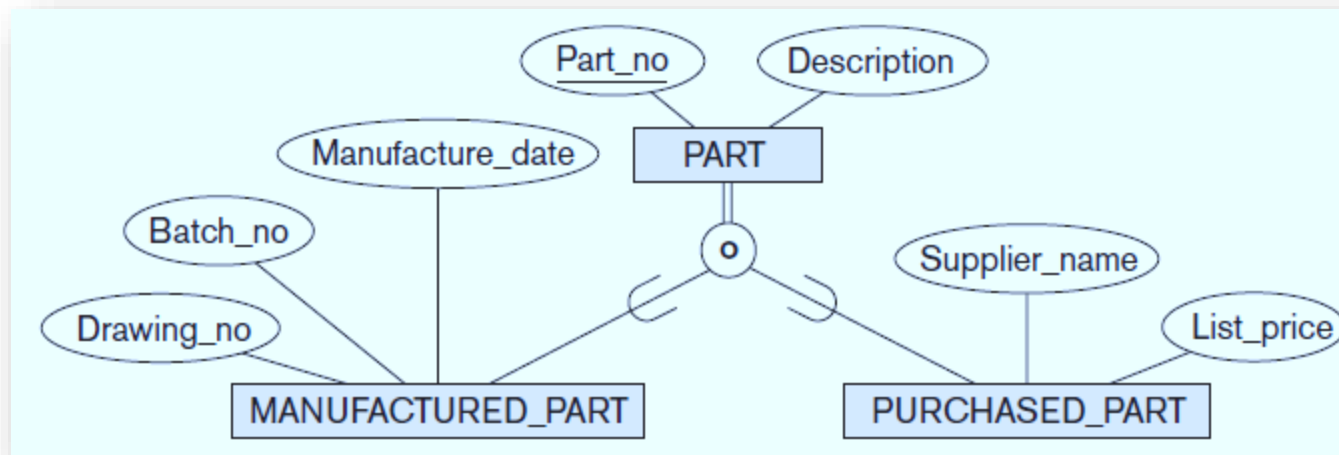 Part_no
Description
Manufacture_date
PART
Batch_no
o
Supplier_name
Drawing_no
List_price
MANUFACTURED_PART
PURCHASED_PART